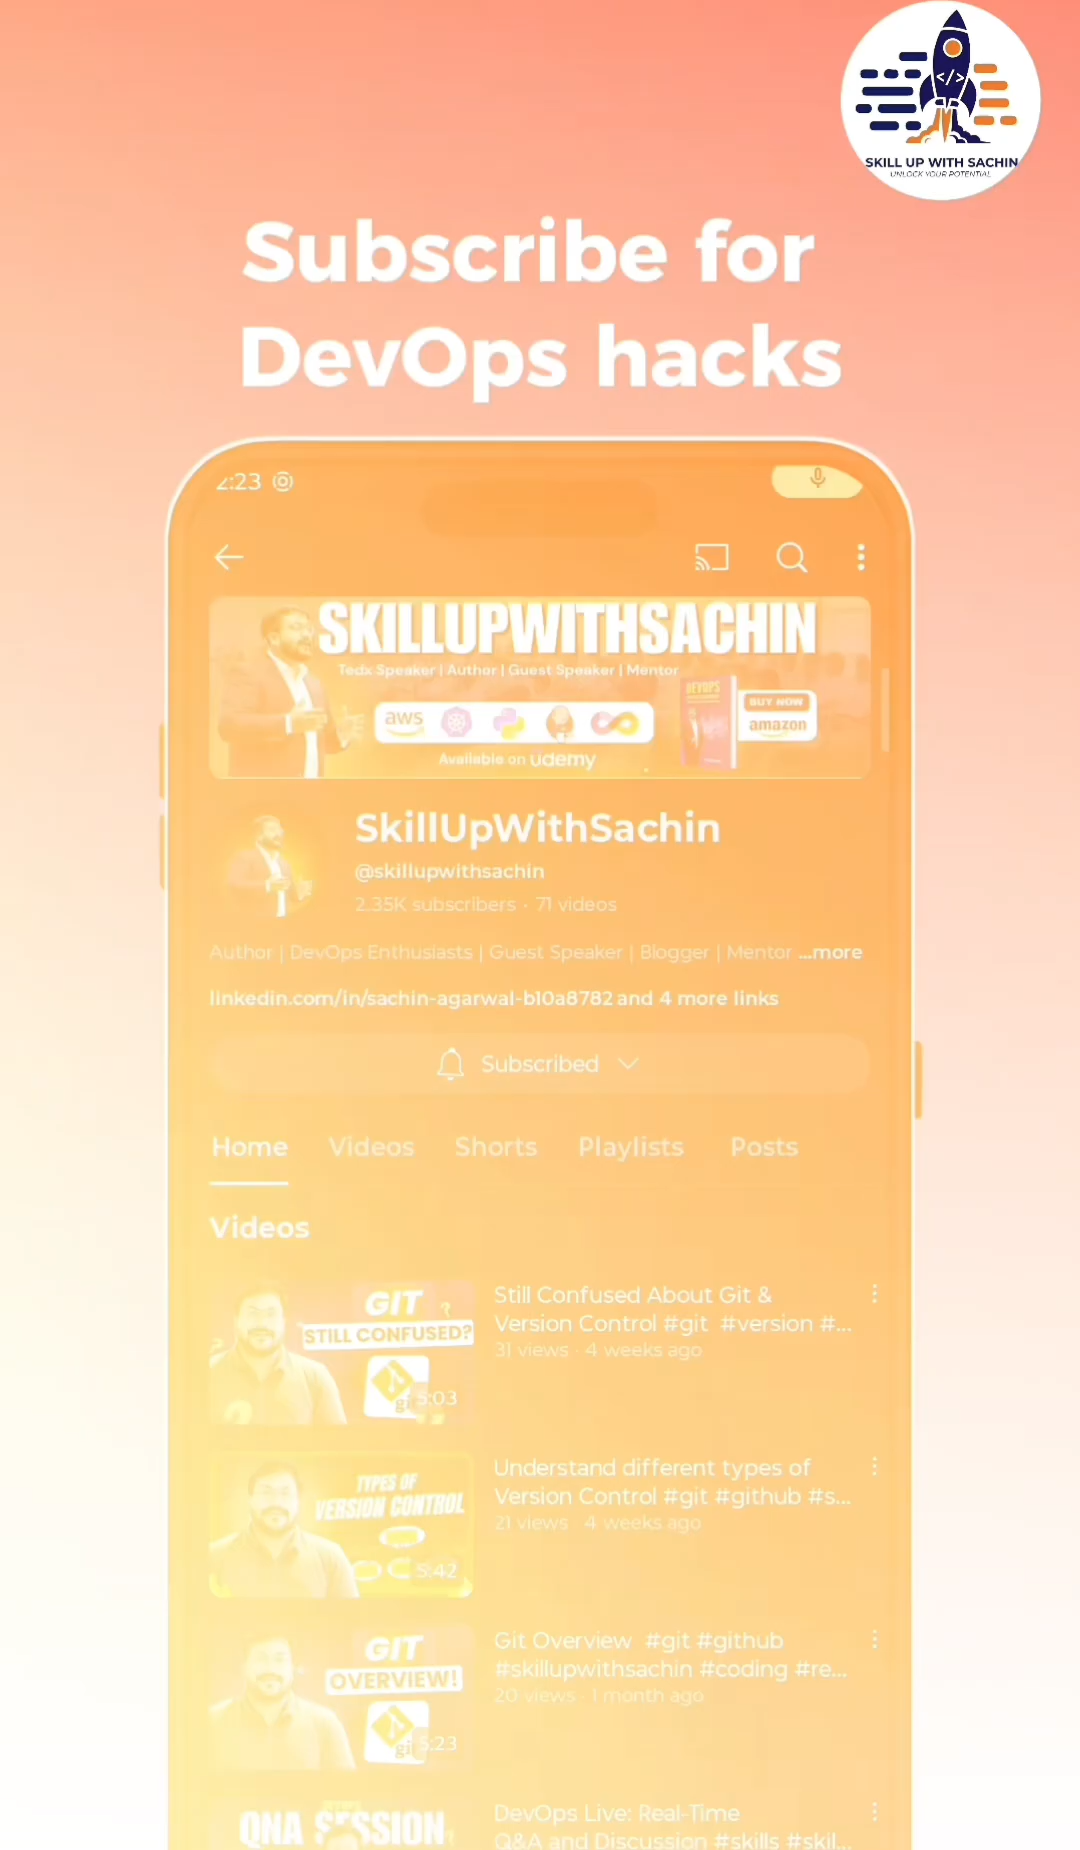 </>
SKILL UP WITH SACHIN
UNLOCK YOUR POTENTIAL
Subscribe for
DevOps hacks
2:23
SKILLUPWITHSACHIN
Tedx Speaker | Author | Guest Speaker | Mentor
DEVOPS
BUY NOW
aws
amazon
Available on udemy
SkillUpWithSachin
@skillupwithsachin
2.35K subscribers · 71 videos
Author | DevOps Enthusiasts | Guest Speaker | Blogger | Mentor ...more
linkedin.com/in/sachin-agarwal-b10a8782 and 4 more links
Subscribed
Home Videos Shorts Playlists Posts
Videos
GIT ?
STILL CONFUSED?
5:03
Still Confused About Git &
Version Control #git #version #...
31 views · 4 weeks ago
TYPES OF
VERSION CONTROL
5:42
Understand different types of
Version Control #git #github #s...
21 views · 4 weeks ago
GIT
OVERVIEW!
git
5:23
Git Overview #git #github
#skillupwithsachin #coding #re...
20 views · 1 month ago
QNA SESSION
DevOps Live: Real-Time
Q&A and Discussion #skills #skil...